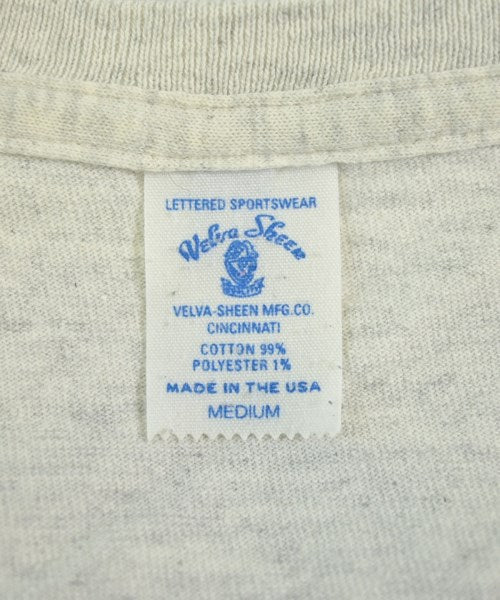 LETTERED SPORTSWEAR
Velva Sheen
VELVA-SHEEN MFG.CO.
CINCINNATI
COTTON 99%
POLYESTER 1%
MADE IN THE USA
MEDIUM